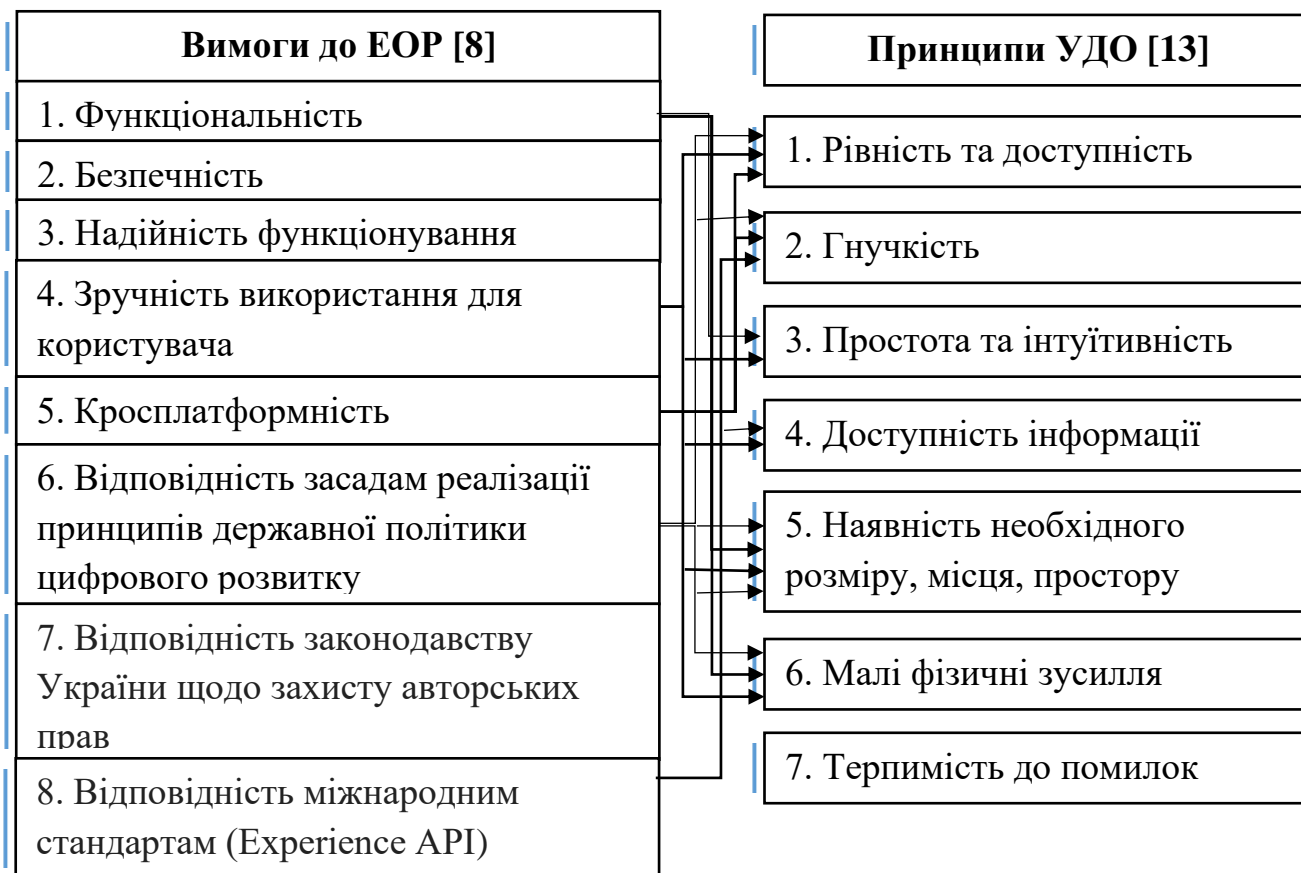 Вимоги до ЕОР [8]
1. Функціональність
2. Безпечність
3. Надійність функціонування
4. Зручність використання для
користувача
5. Кросплатформність
6. Відповідність засадам реалізації
принципів державної політики
цифрового розвитку
7. Відповідність законодавству
України щодо захисту авторських
прав
8. Відповідність міжнародним
стандартам (Experience API)
Принципи УДО [13]
1. Рівність та доступність
2. Гнучкість
3. Простота та інтуїтивність
4. Доступність інформації
5. Наявність необхідного
розміру, місця, простору
6. Малі фізичні зусилля
7. Терпимість до помилок